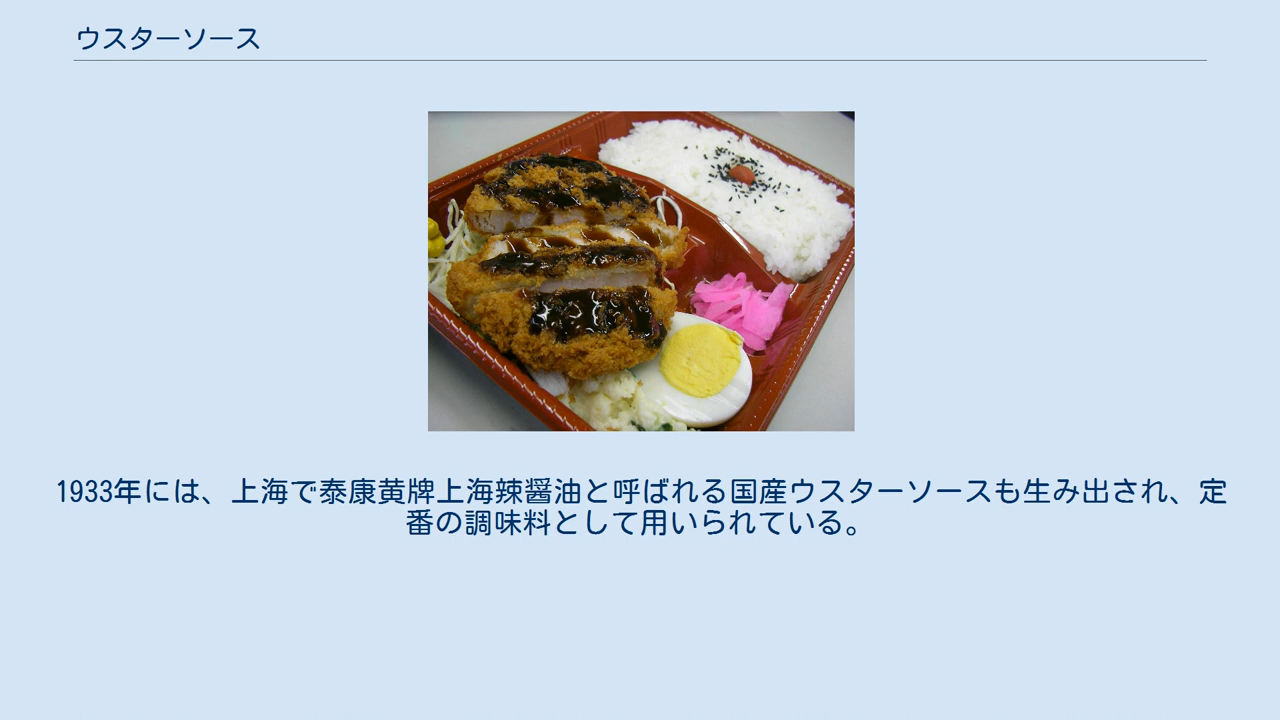 ウスターソース
1933年には、上海で泰康黄牌上海辣醤油と呼ばれる国産ウスターソースも生み出され、定
番の調味料として用いられている。